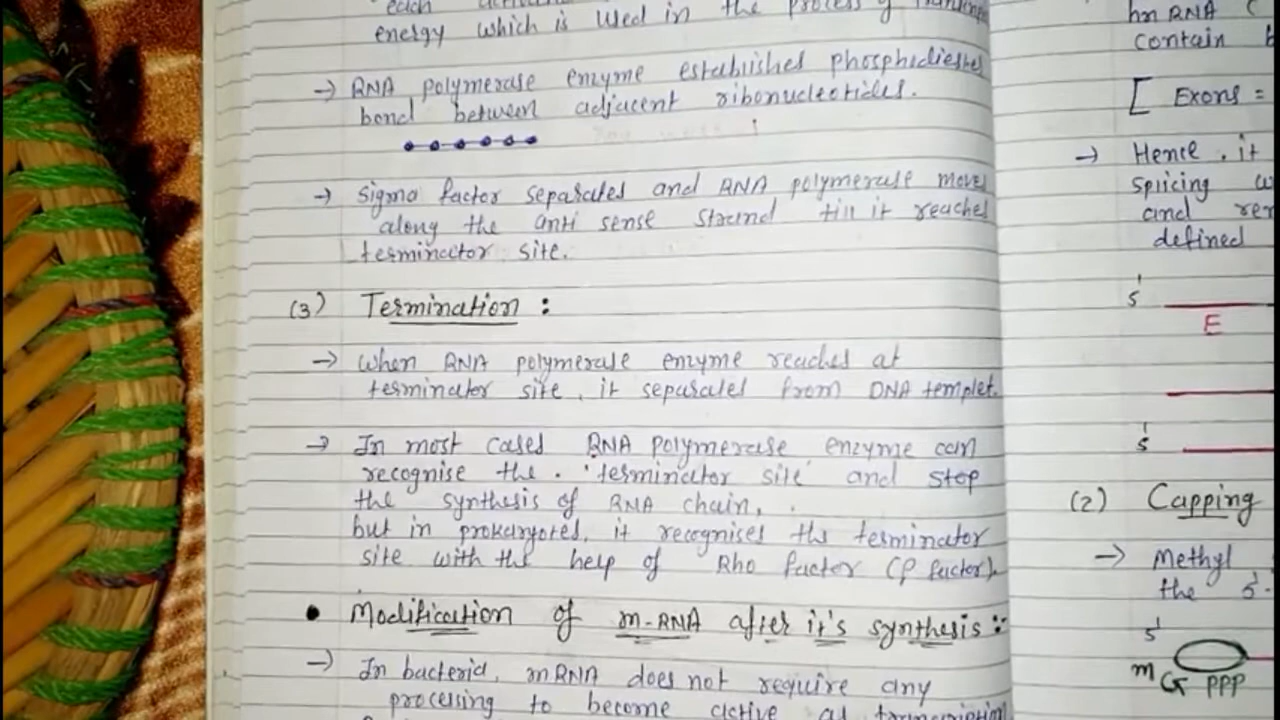 each
energy which is used in the process of
→ RNA polymerase enzyme established phosphodiester
bond between adjacent ribonucleotides.
→ Sigma factor separates and RNA polymerase moves
along the anti sense strand till it reaches
terminator site.
(3) Termination :
→ When RNA polymerase enzyme reaches at
terminator site, it separates from DNA templet.
→ In most cases RNA polymerase enzyme can
recognise the . 'terminator site' and stop
the synthesis of RNA chain,
but in prokaryotes, it recognises the terminator
site with the help of Rho factor (ρ factor).
• Modification of m-RNA after it's synthesis :-
→ In bacteria, mRNA does not require any
processing to become active as transcription
hn RNA (
contain
[ Exons =
→ Hence, it
splicing
and
defined
5'
E
5'
(2) Capping
→ Methyl
the 5'
5'
m G PPP